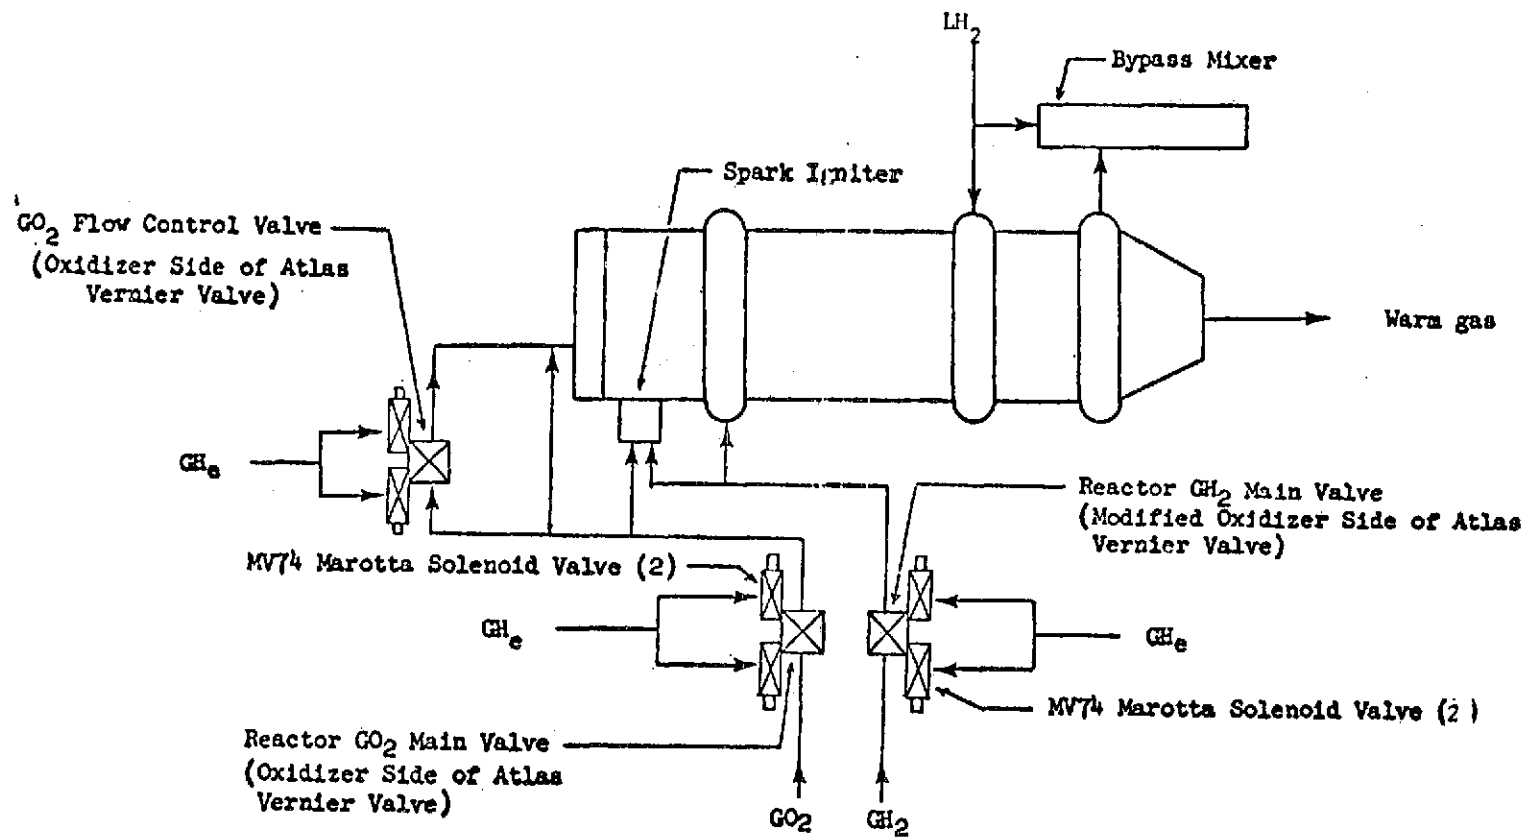 LH2
Bypass Mixer
Spark Igniter
GO2 Flow Control Valve
(Oxidizer Side of Atlas
Vernier Valve)
Warm gas
GHe
Reactor GH2 Main Valve
(Modified Oxidizer Side of Atlas
Vernier Valve)
MV74 Marotta Solenoid Valve (2)
GHe
GHe
MV74 Marotta Solenoid Valve (2)
Reactor GO2 Main Valve
(Oxidizer Side of Atlas
Vernier Valve)
GO2
GH2